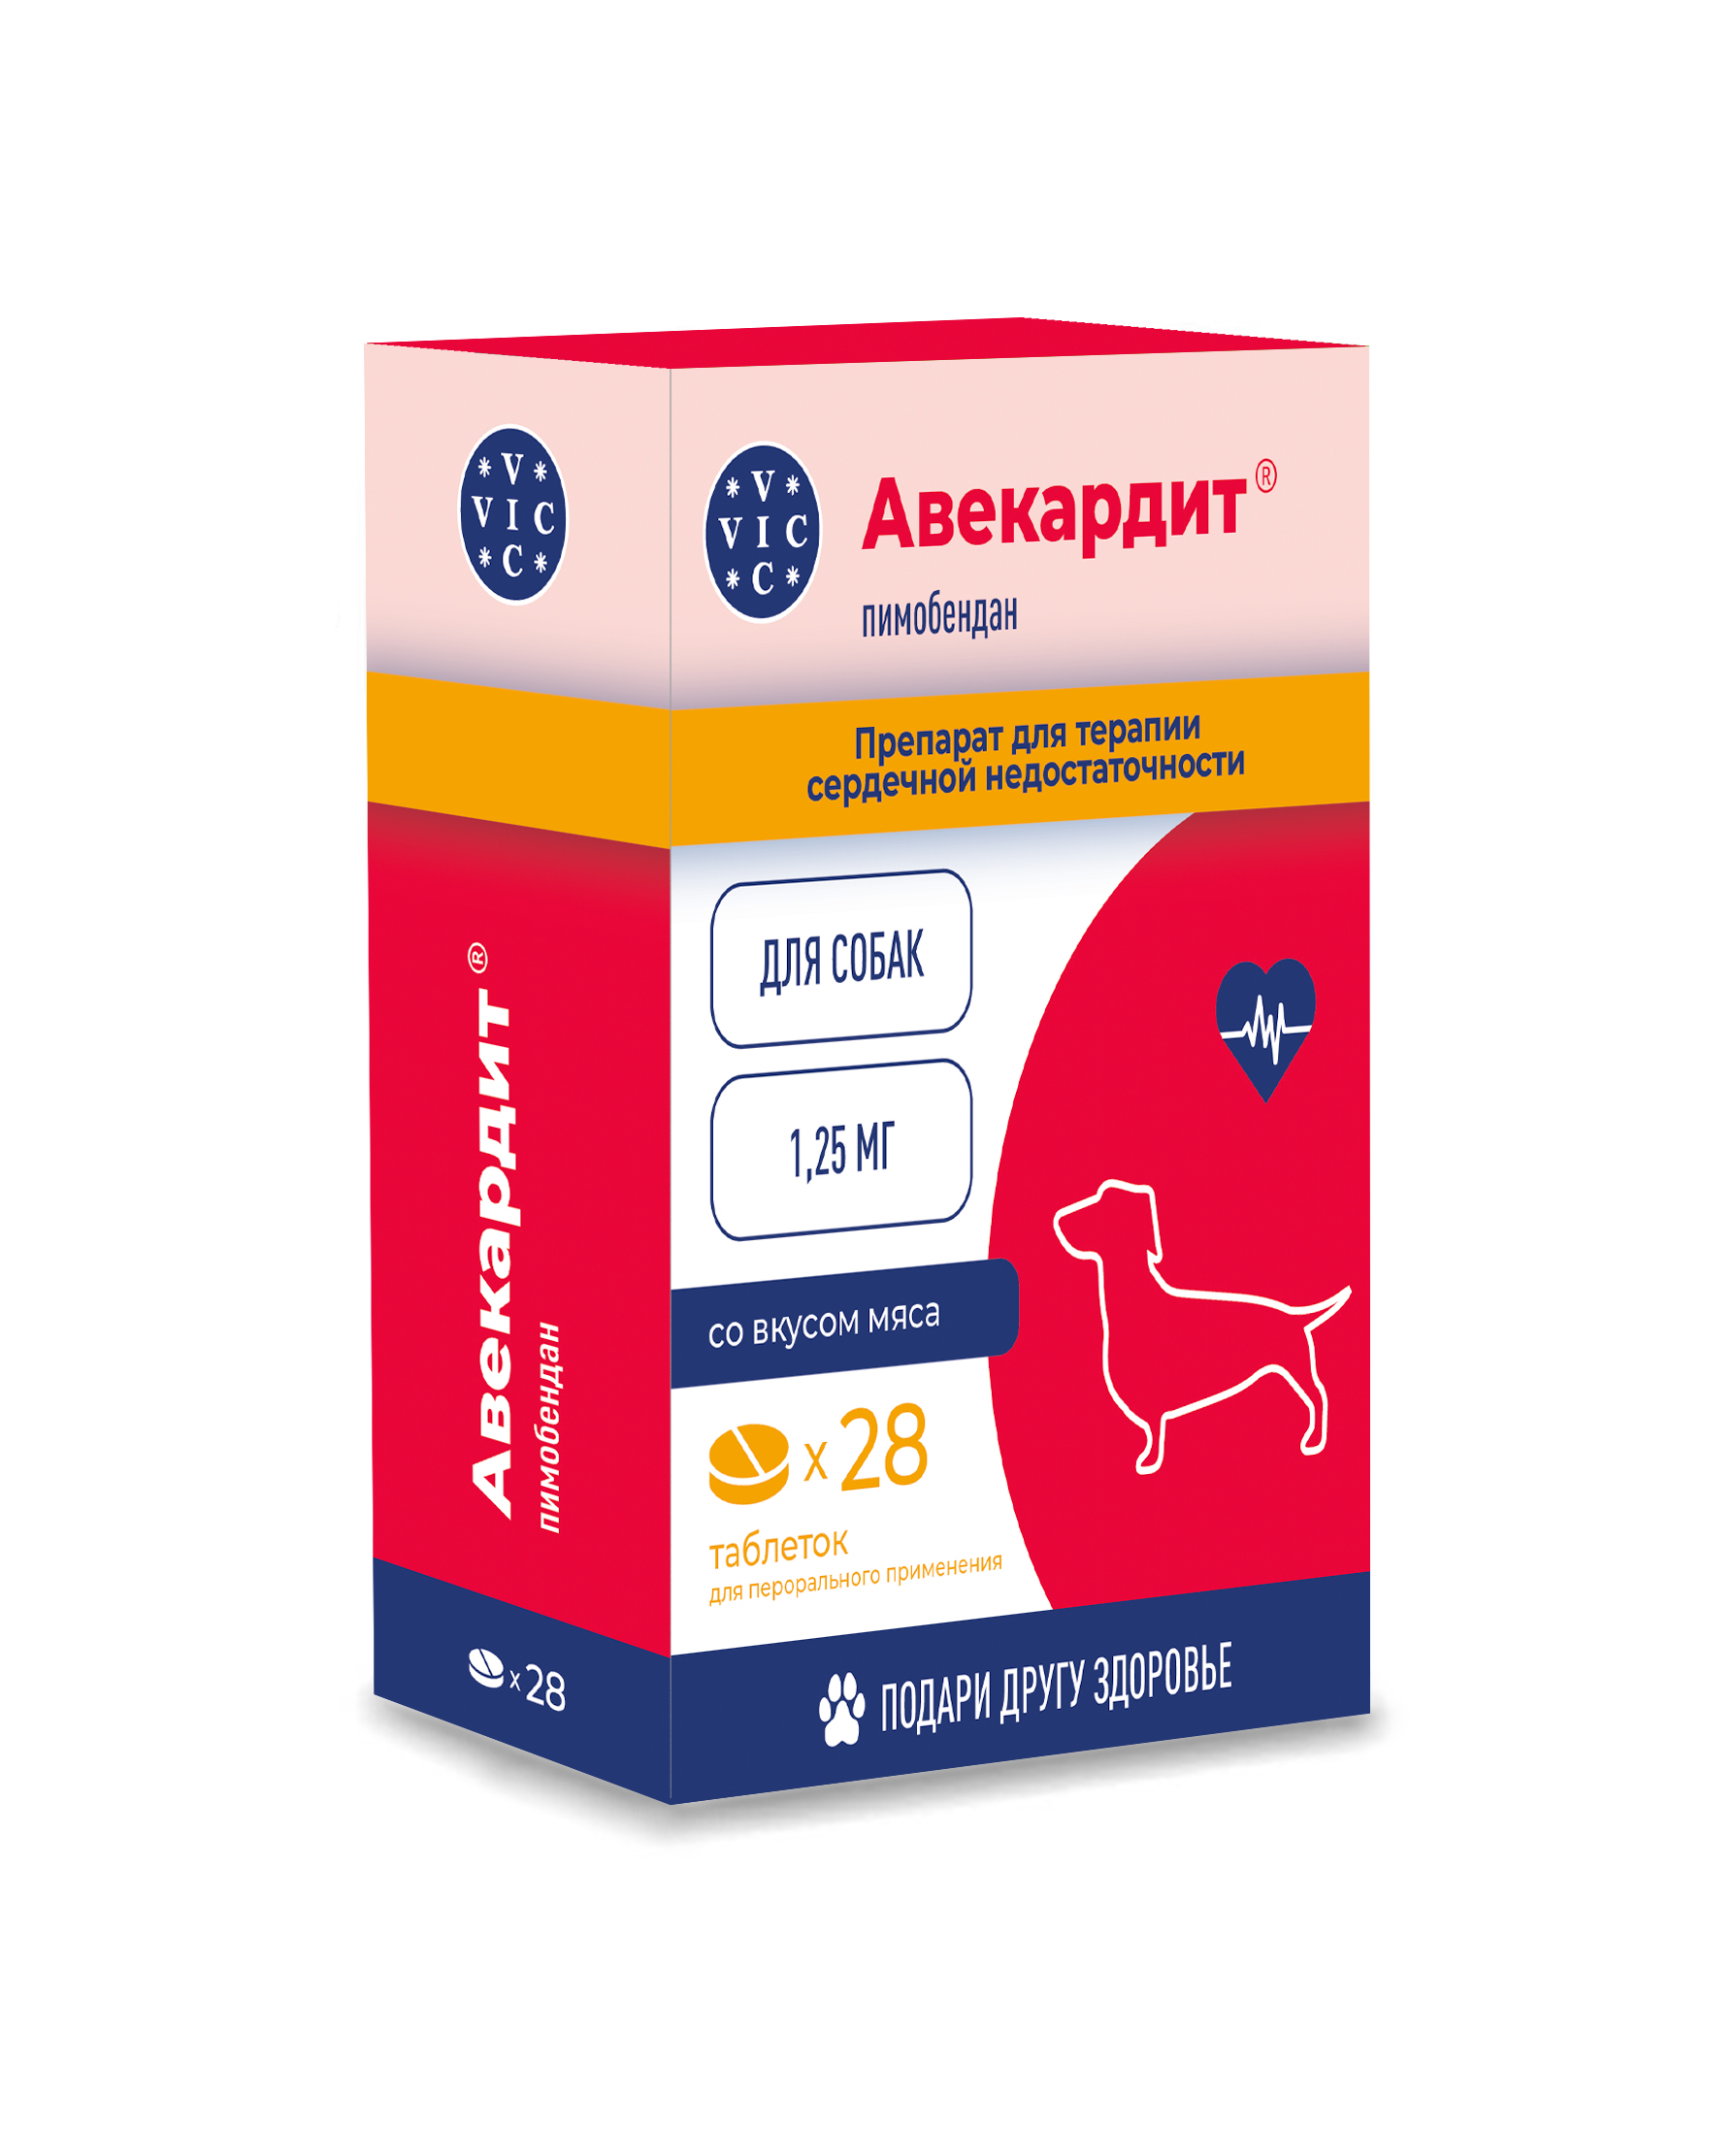 V
VIC
C
Авекардит®
пимобендан
x 28
V
VIC
C
Авекардит®
пимобендан
Препарат для терапии
сердечной недостаточности
ДЛЯ СОБАК
1,25 МГ
со вкусом мяса
x 28
таблеток
для перорального применения
ПОДАРИ ДРУГУ ЗДОРОВЬЕ